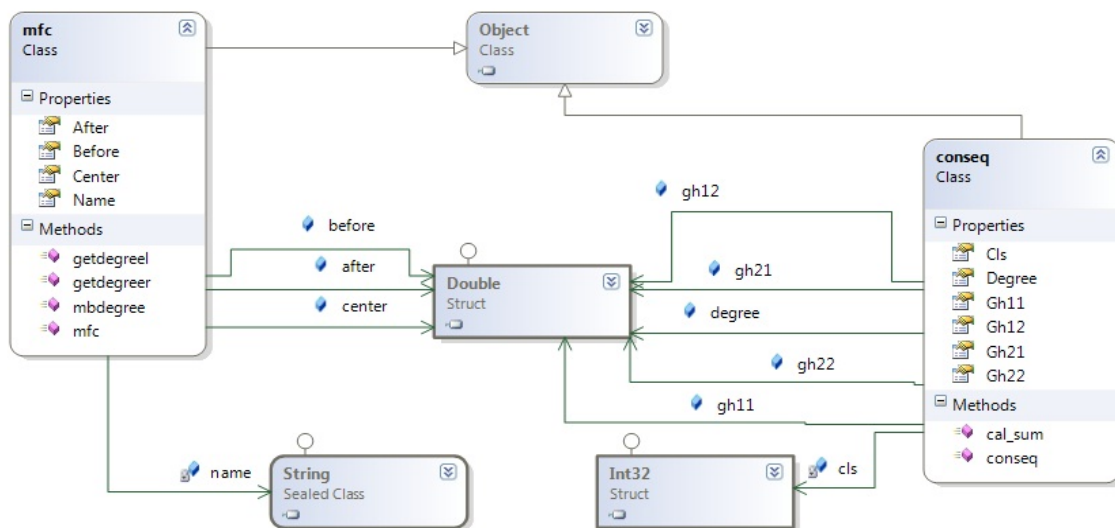 mfc
Class
Properties
After
Before
Center
Name
Methods
getdegreel
getdegreer
mbdegree
mfc
Object
Class
before
after
center
Double
Struct
name
String
Sealed Class
Int32
Struct
gh12
gh21
degree
gh22
gh11
cls
conseq
Class
Properties
Cls
Degree
Gh11
Gh12
Gh21
Gh22
Methods
cal_sum
conseq